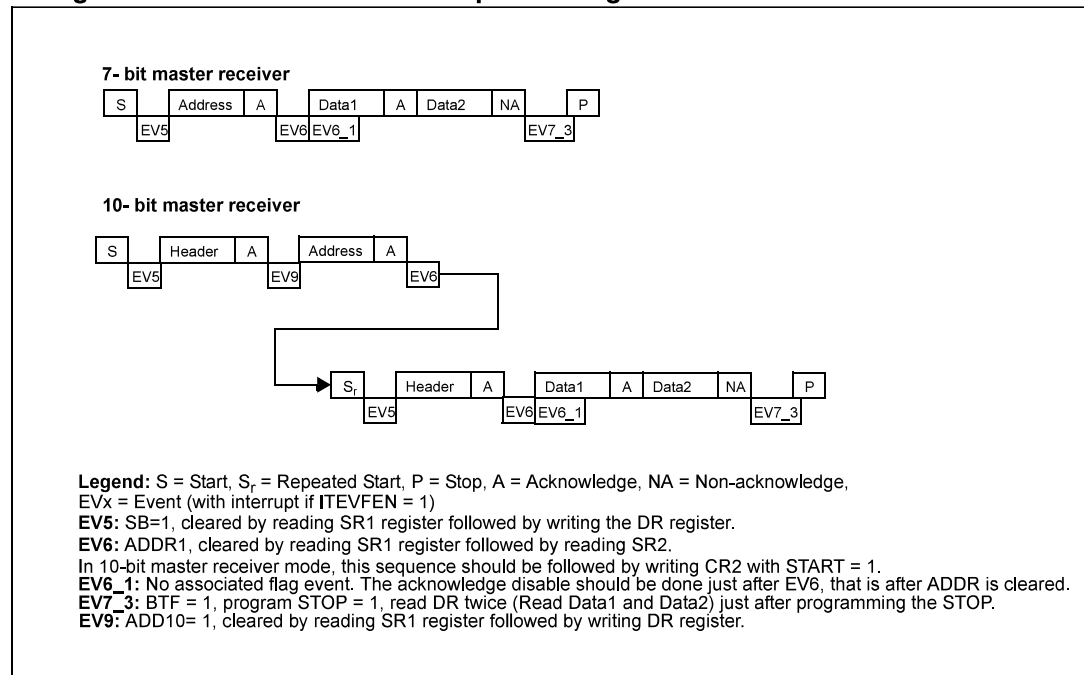 7- bit master receiver
S Address A Data1 A Data2 NA P
EV5 EV6 EV6_1 EV7_3
10- bit master receiver
S Header A Address A
EV5 EV9 EV6
Sr Header A Data1 A Data2 NA P
EV5 EV6 EV6_1 EV7_3
Legend: S = Start, Sr = Repeated Start, P = Stop, A = Acknowledge, NA = Non-acknowledge,
EVx = Event (with interrupt if ITEVFEN = 1)
EV5: SB=1, cleared by reading SR1 register followed by writing the DR register.
EV6: ADDR1, cleared by reading SR1 register followed by reading SR2.
In 10-bit master receiver mode, this sequence should be followed by writing CR2 with START = 1.
EV6_1: No associated flag event. The acknowledge disable should be done just after EV6, that is after ADDR is cleared.
EV7_3: BTF = 1, program STOP = 1, read DR twice (Read Data1 and Data2) just after programming the STOP.
EV9: ADD10= 1, cleared by reading SR1 register followed by writing DR register.